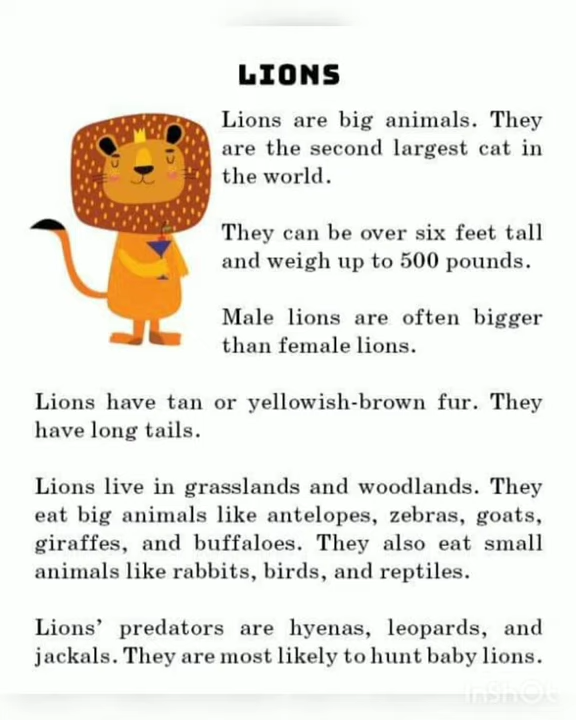 LIONS
Lions are big animals. They
are the second largest cat in
the world.
They can be over six feet tall
and weigh up to 500 pounds.
Male lions are often bigger
than female lions.
Lions have tan or yellowish-brown fur. They
have long tails.
Lions live in grasslands and woodlands. They
eat big animals like antelopes, zebras, goats,
giraffes, and buffaloes. They also eat small
animals like rabbits, birds, and reptiles.
Lions’ predators are hyenas, leopards, and
jackals. They are most likely to hunt baby lions.
InShOt